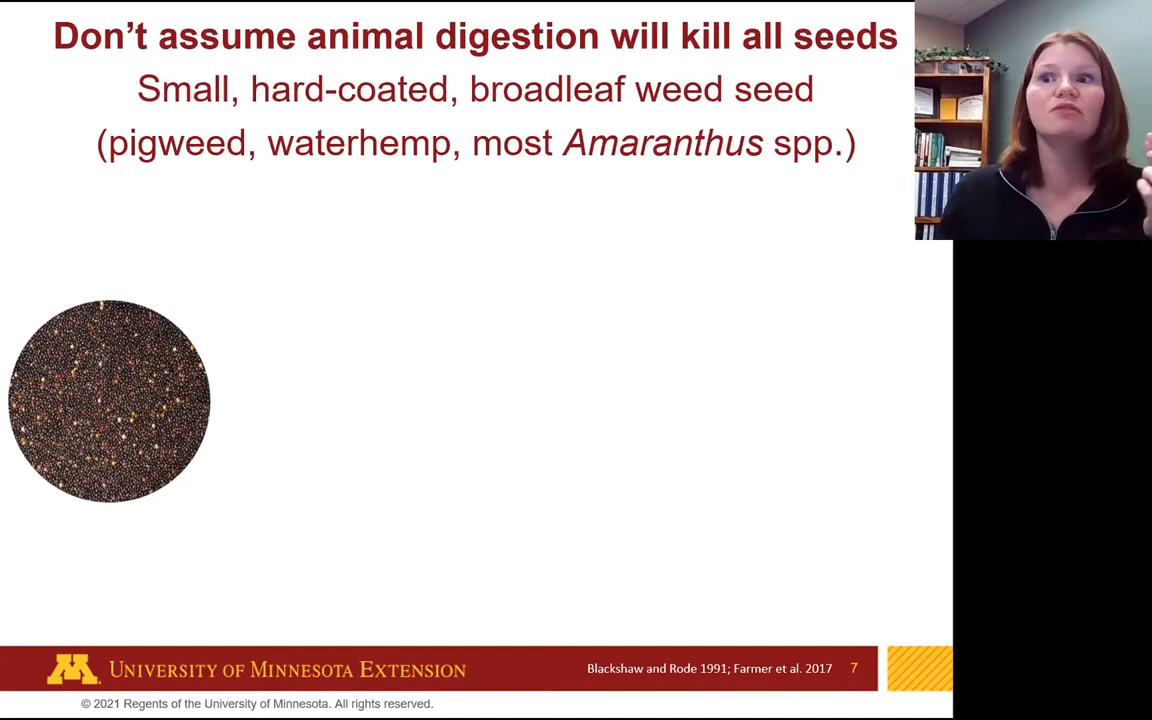 Don't assume animal digestion will kill all seeds
Small, hard-coated, broadleaf weed seed
(pigweed, waterhemp, most Amaranthus spp.)
UNIVERSITY OF MINNESOTA EXTENSION
Blackshaw and Rode 1991; Farmer et al. 2017 7
© 2021 Regents of the University of Minnesota. All rights reserved.